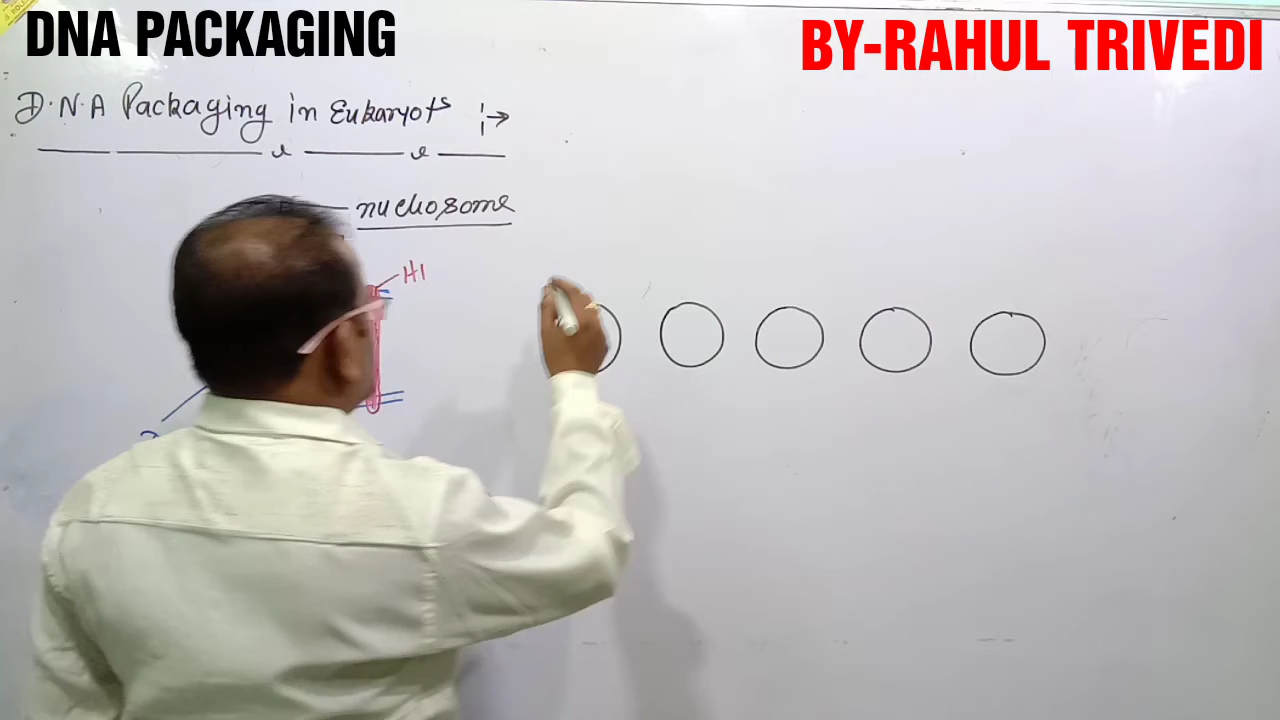 DNA PACKAGING
BY-RAHUL TRIVEDI
D.N.A Packaging in Eukaryots :→
nucleosome
H1